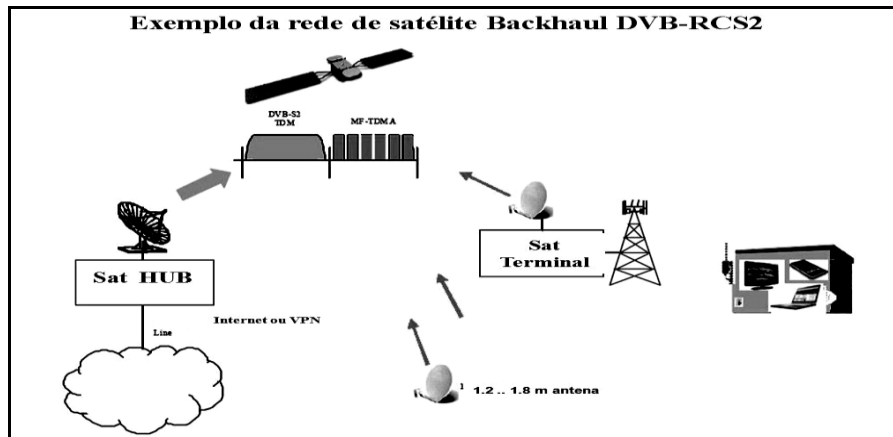 Exemplo da rede de satélite Backhaul DVB-RCS2
DVB-S2
TDM
MF-TDMA
Sat
Terminal
Sat HUB
Internet ou VPN
Line
1.2 .. 1.8 m antena